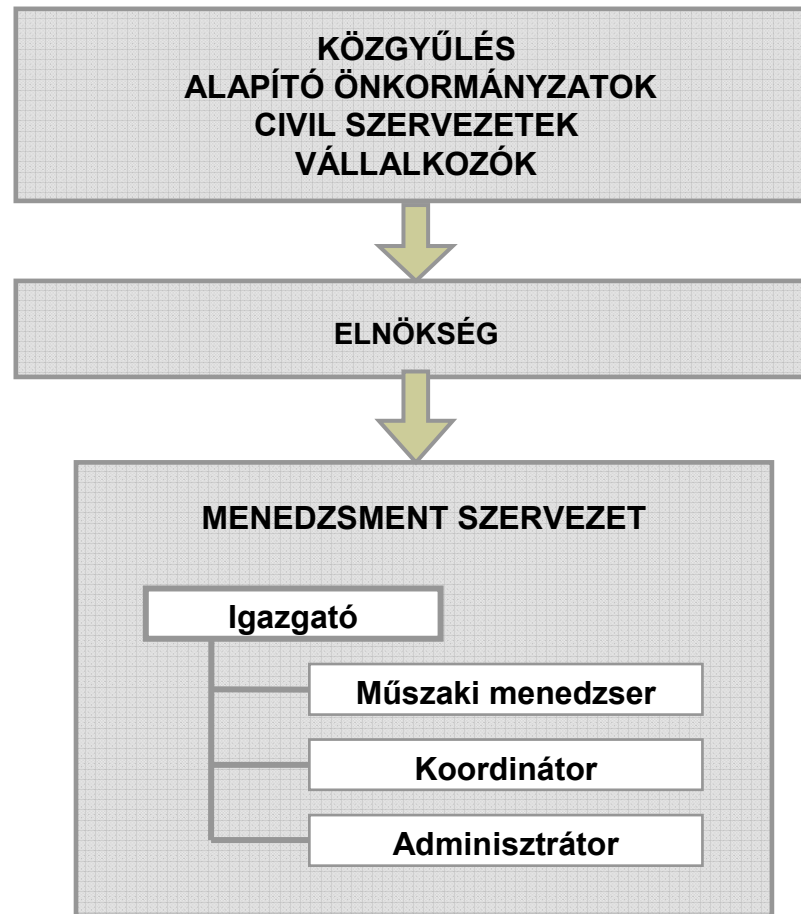 KÖZGYŰLÉS
ALAPÍTÓ ÖNKORMÁNYZATOK
CIVIL SZERVEZETEK
VÁLLALKOZÓK
ELNÖKSÉG
MENEDZSMENT SZERVEZET
Igazgató
Műszaki menedzser
Koordinátor
Adminisztrátor